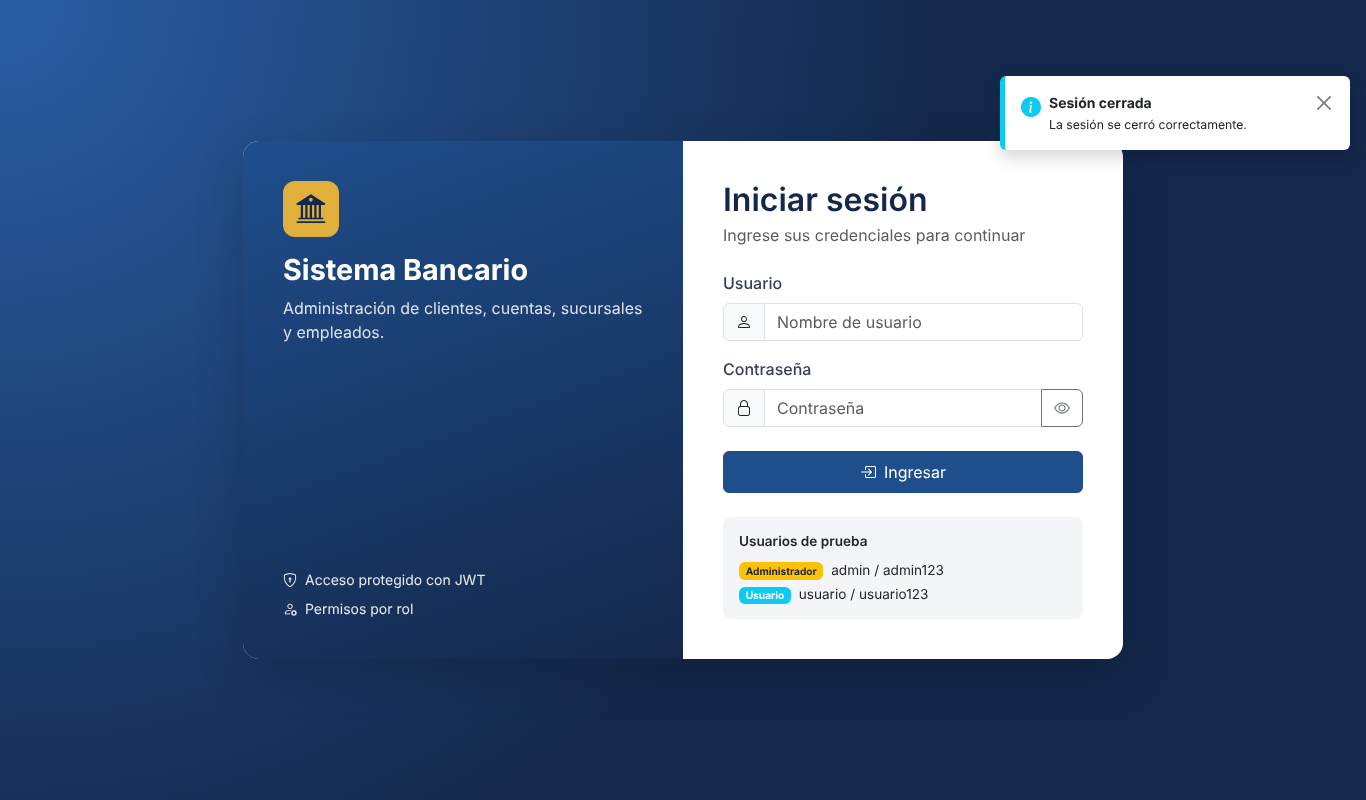 Sesión cerrada
La sesión se cerró correctamente.
Sistema Bancario
Administración de clientes, cuentas, sucursales
y empleados.
Acceso protegido con JWT
Permisos por rol
Iniciar sesión
Ingrese sus credenciales para continuar
Usuario
Nombre de usuario
Contraseña
Contraseña
Ingresar
Usuarios de prueba
Administrador admin / admin123
Usuario usuario / usuario123